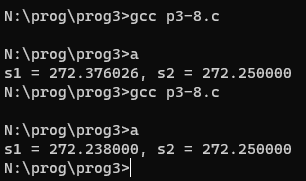 N:\prog\prog3>gcc p3-8.c
N:\prog\prog3>a
s1 = 272.376026, s2 = 272.250000
N:\prog\prog3>gcc p3-8.c
N:\prog\prog3>a
s1 = 272.238000, s2 = 272.250000
N:\prog\prog3>